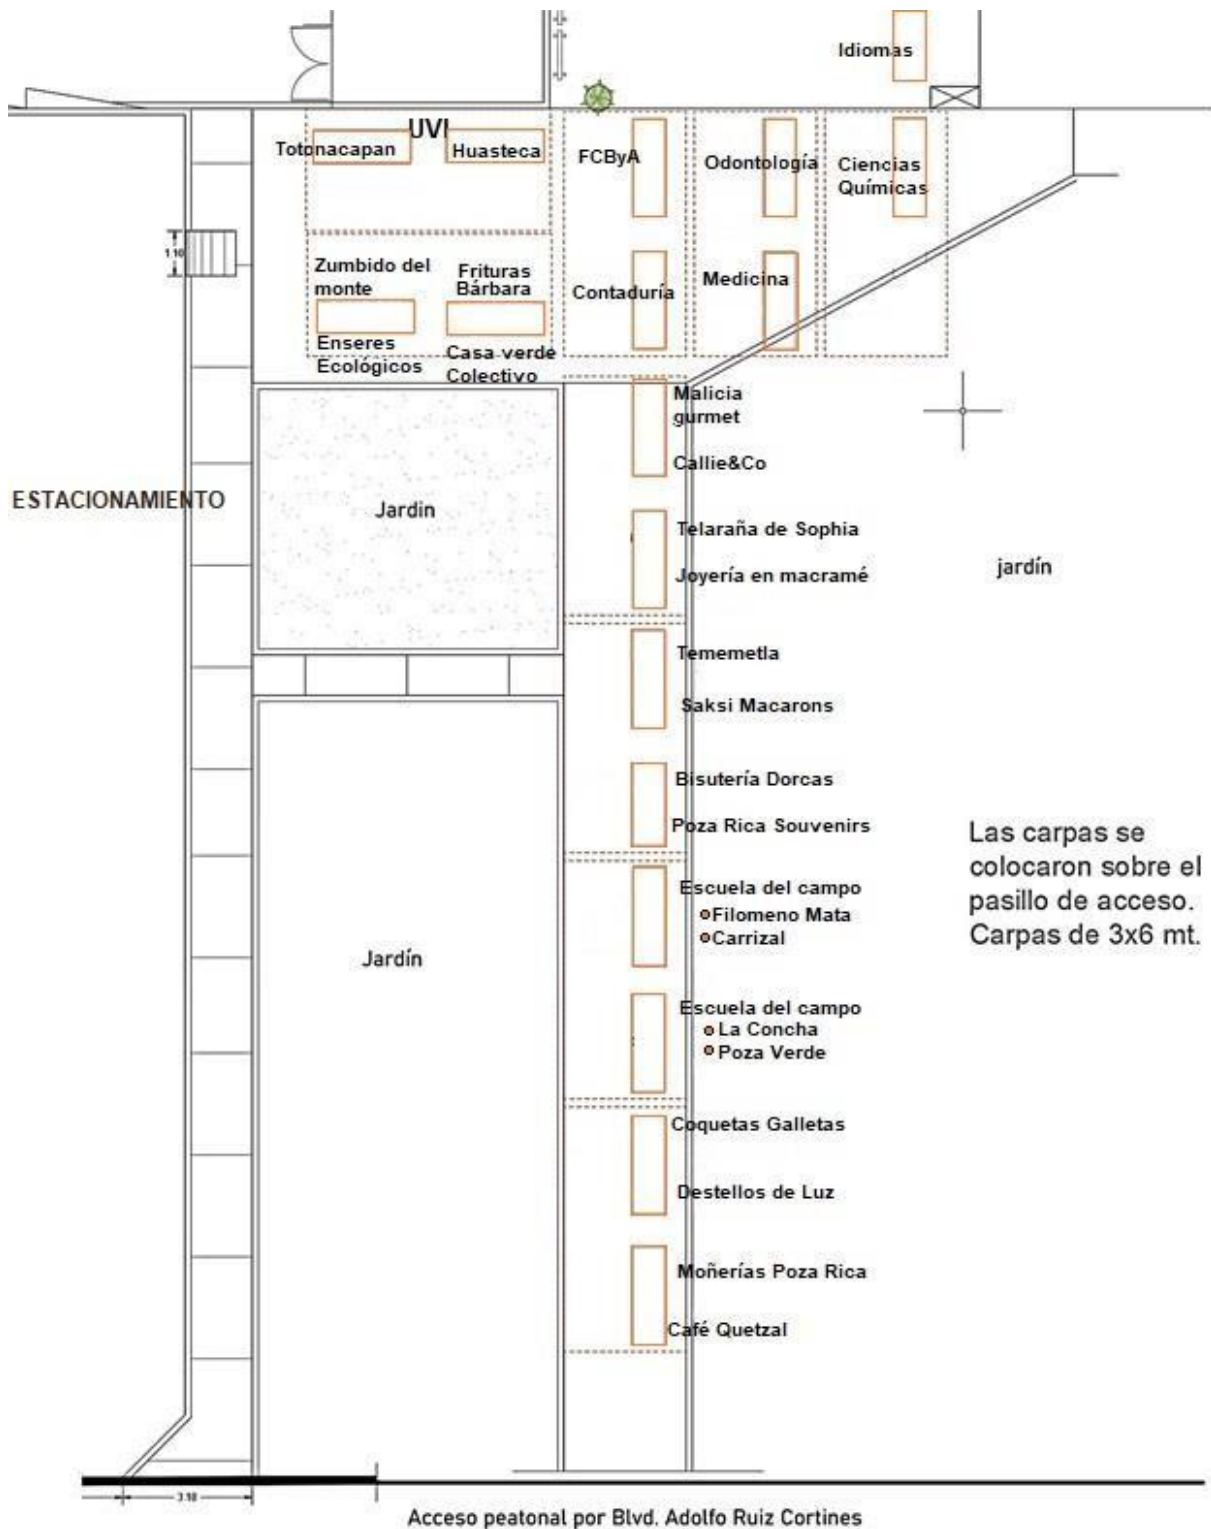 Idiomas
UVI
Totonacapan
Huasteca
FCByA
Odontología
Ciencias
Químicas
1.10
Zumbido del
monte
Frituras
Bárbara
Contaduría
Medicina
Enseres
Ecológicos
Casa verde
Colectivo
Malicia
gurmet
Callie&Co
ESTACIONAMIENTO
Jardín
Telaraña de Sophia
Joyería en macramé
jardín
Tememetla
Saksi Macarons
Bisutería Dorcas
Poza Rica Souvenirs
Las carpas se
colocaron sobre el
pasillo de acceso.
Carpas de 3x6 mt.
Escuela del campo
Filomeno Mata
Carrizal
Jardín
Escuela del campo
La Concha
Poza Verde
Coquetas Galletas
Destellos de Luz
Moñerías Poza Rica
Café Quetzal
3.10
Acceso peatonal por Blvd. Adolfo Ruiz Cortines